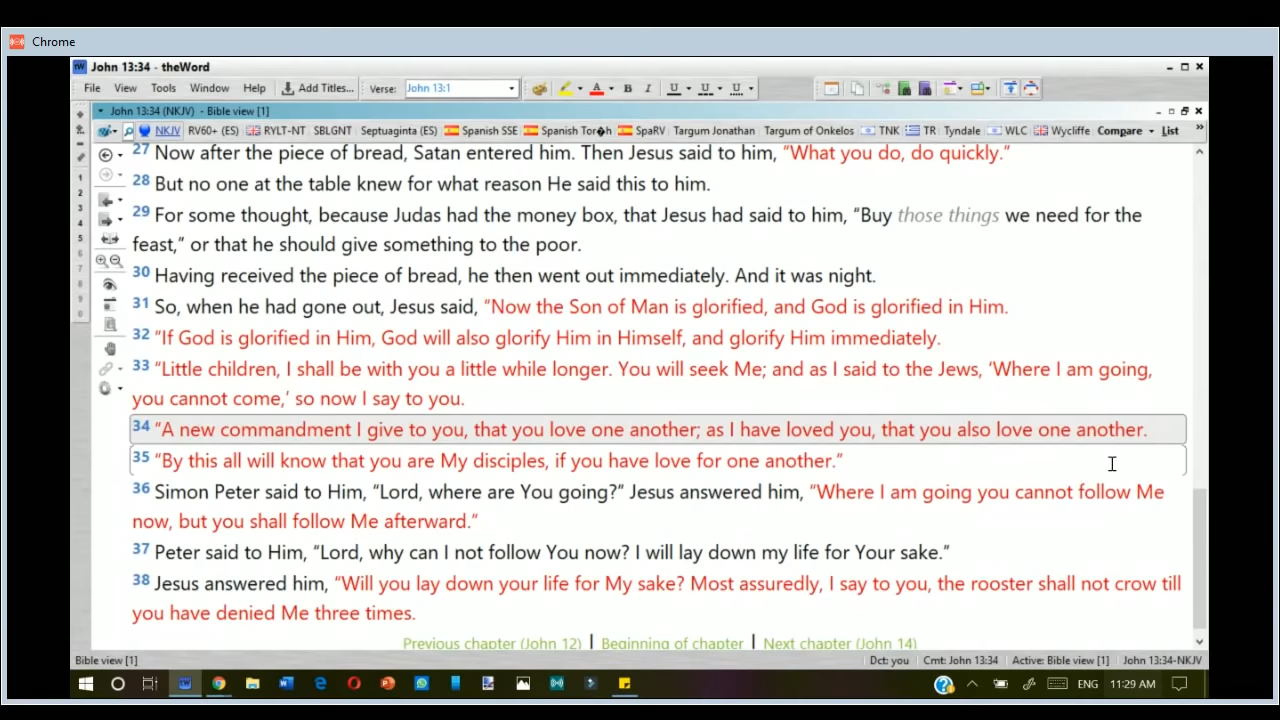 Chrome
John 13:34 - theWord
File View Tools Window Help Add Titles... Verse: John 13:1 A B I U U U
John 13:34 (NKJV) - Bible view [1]
NKJV RV60+ (ES) RYLT-NT SBLGNT Septuaginta (ES) Spanish SSE Spanish Tor�h SpaRV Targum Jonathan Targum of Onkelos TNK TR Tyndale WLC Wycliffe Compare List
27 Now after the piece of bread, Satan entered him. Then Jesus said to him, “What you do, do quickly.”
28 But no one at the table knew for what reason He said this to him.
29 For some thought, because Judas had the money box, that Jesus had said to him, “Buy those things we need for the
feast,” or that he should give something to the poor.
30 Having received the piece of bread, he then went out immediately. And it was night.
31 So, when he had gone out, Jesus said, “Now the Son of Man is glorified, and God is glorified in Him.
32 “If God is glorified in Him, God will also glorify Him in Himself, and glorify Him immediately.
33 “Little children, I shall be with you a little while longer. You will seek Me; and as I said to the Jews, ‘Where I am going,
you cannot come,’ so now I say to you.
34 “A new commandment I give to you, that you love one another; as I have loved you, that you also love one another.
35 “By this all will know that you are My disciples, if you have love for one another.”
36 Simon Peter said to Him, “Lord, where are You going?” Jesus answered him, “Where I am going you cannot follow Me
now, but you shall follow Me afterward.”
37 Peter said to Him, “Lord, why can I not follow You now? I will lay down my life for Your sake.”
38 Jesus answered him, “Will you lay down your life for My sake? Most assuredly, I say to you, the rooster shall not crow till
you have denied Me three times.
Previous chapter (John 12) | Beginning of chapter | Next chapter (John 14)
Bible view [1] Dct: you Cmt: John 13:34 Active: Bible view [1] John 13:34-NKJV
ENG 11:29 AM